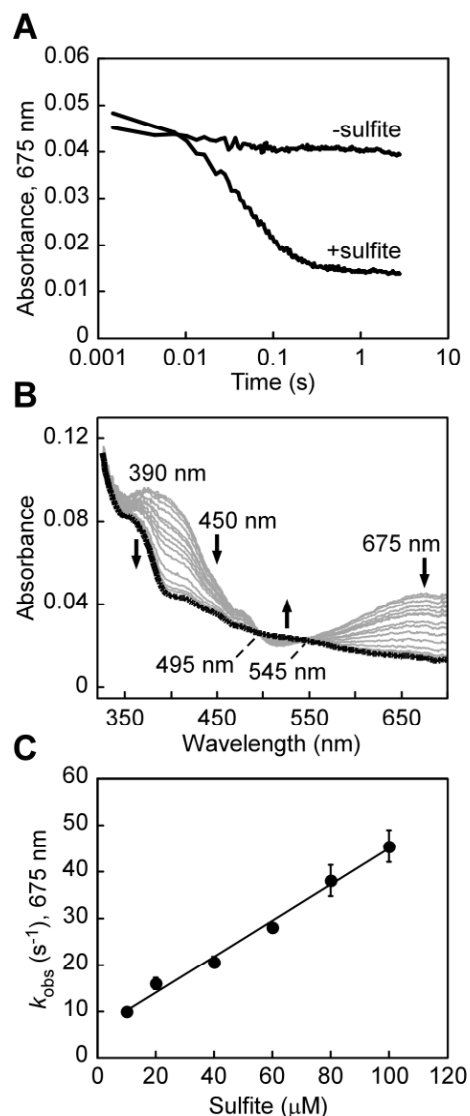 A
0.06
0.05
0.04
0.03
0.02
0.01
0
Absorbance, 675 nm
-sulfite
+sulfite
0.001 0.01 0.1 1 10
Time (s)
B
0.12
0.08
0.04
0
Absorbance
390 nm
450 nm
675 nm
495 nm
545 nm
350 450 550 650
Wavelength (nm)
C
60
50
40
30
20
10
0
kobs (s-1), 675 nm
0 20 40 60 80 100 120
Sulfite (μM)